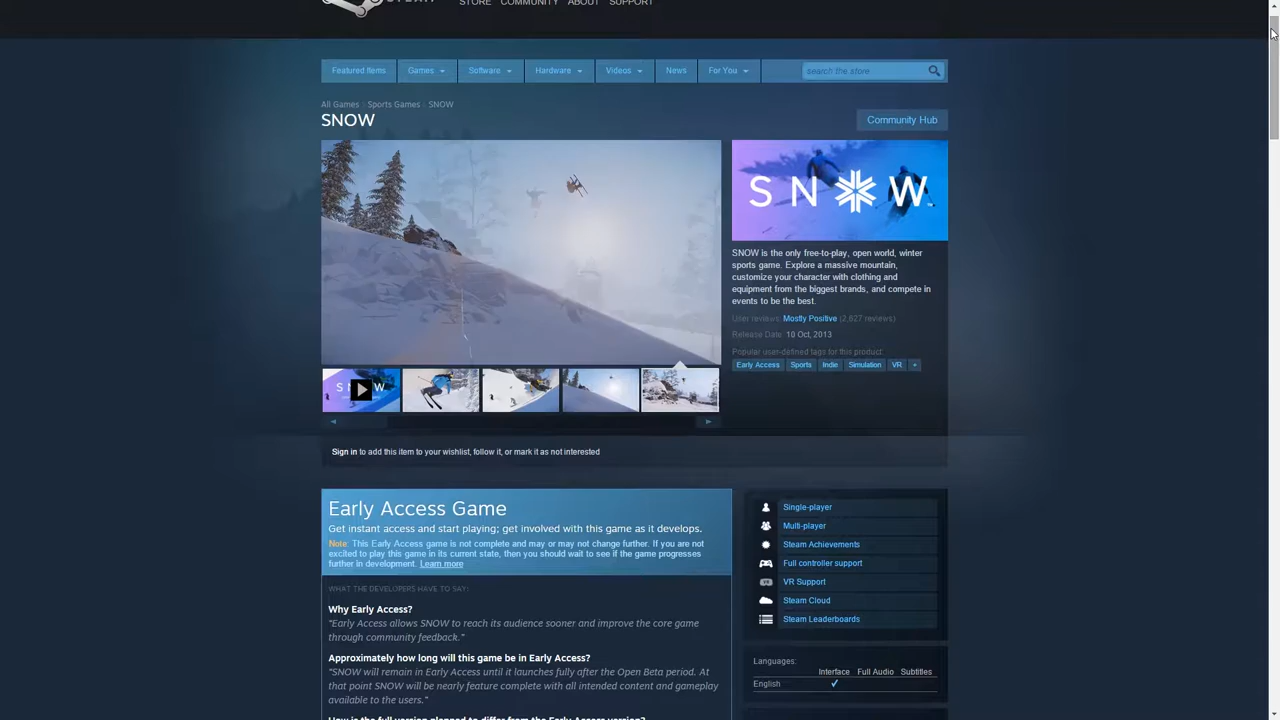 STORE COMMUNITY ABOUT SUPPORT
Featured Items Games Software Hardware Videos News For You search the store
All Games Sports Games SNOW
SNOW
Community Hub
S N W
SNOW is the only free-to-play, open world, winter
sports game. Explore a massive mountain,
customize your character with clothing and
equipment from the biggest brands, and compete in
events to be the best.
User reviews: Mostly Positive (2,627 reviews)
Release Date: 10 Oct, 2013
Popular user-defined tags for this product:
Early Access Sports Indie Simulation VR +
Sign in to add this item to your wishlist, follow it, or mark it as not interested
Early Access Game
Get instant access and start playing; get involved with this game as it develops.
Note: This Early Access game is not complete and may or may not change further. If you are not
excited to play this game in its current state, then you should wait to see if the game progresses
further in development. Learn more
WHAT THE DEVELOPERS HAVE TO SAY:
Why Early Access?
"Early Access allows SNOW to reach its audience sooner and improve the core game
through community feedback."
Approximately how long will this game be in Early Access?
"SNOW will remain in Early Access until it launches fully after the Open Beta period. At
that point SNOW will be nearly feature complete with all intended content and gameplay
available to the users."
How is the full version planned to differ from the Early Access version?
Single-player
Multi-player
Steam Achievements
Full controller support
VR Support
Steam Cloud
Steam Leaderboards
Languages:
Interface Full Audio Subtitles
English